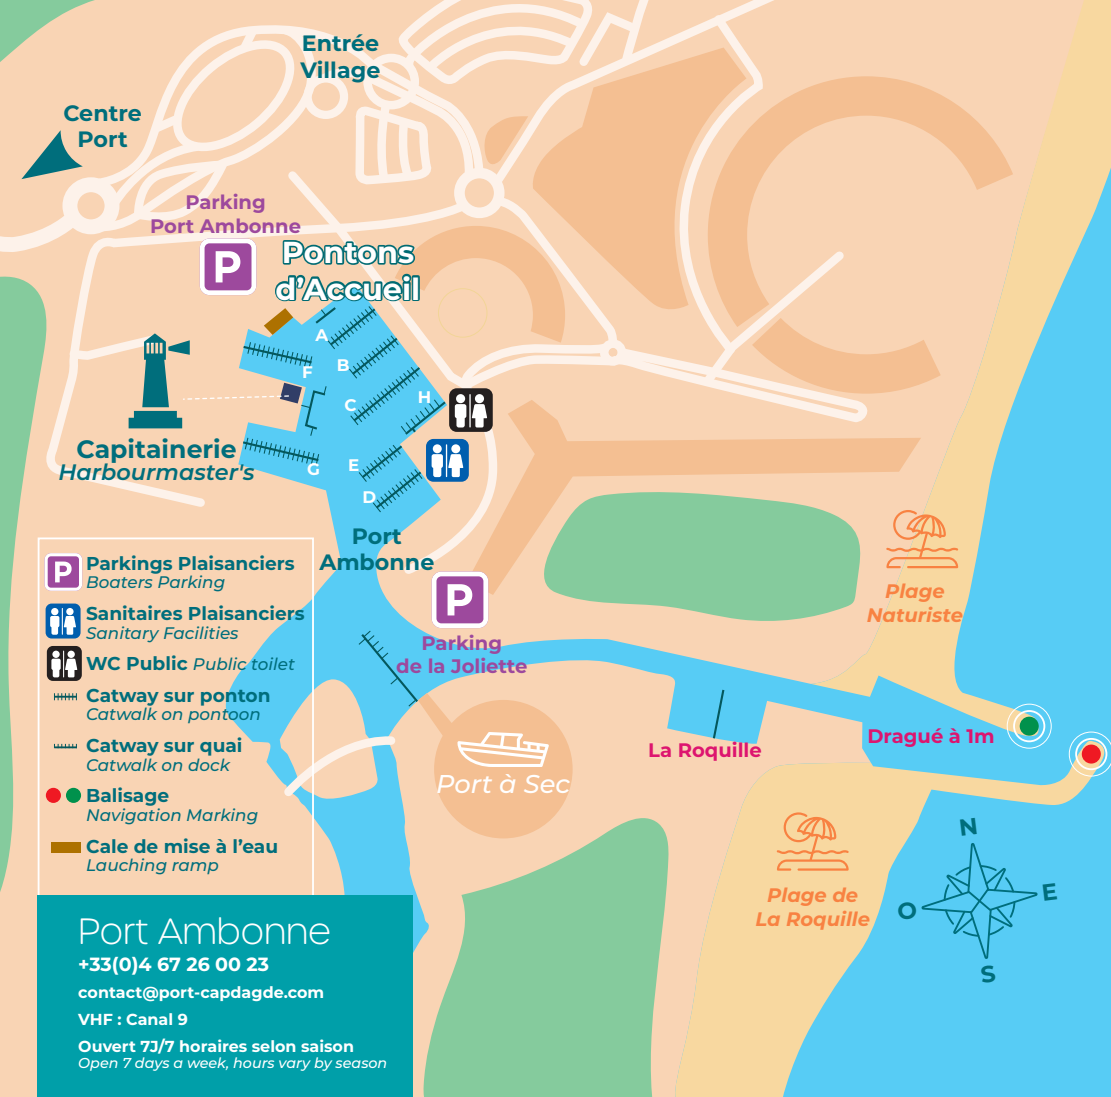 Entrée
Village
Centre
Port
Parking
Port Ambonne
P
Pontons
d'Accueil
A
B
F
C
H
G
E
D
Capitainerie
Harbourmaster's
Port
Ambonne
P
Parking
de la Joliette
Plage
Naturiste
La Roquille
Dragué à 1m
Port à Sec
Plage de
La Roquille
N
E
O
S
P
Parkings Plaisanciers
Boaters Parking
Sanitaires Plaisanciers
Sanitary Facilities
WC Public Public toilet
Catway sur ponton
Catwalk on pontoon
Catway sur quai
Catwalk on dock
Balisage
Navigation Marking
Cale de mise à l'eau
Lauching ramp
Port Ambonne
+33(0)4 67 26 00 23
contact@port-capdagde.com
VHF : Canal 9
Ouvert 7J/7 horaires selon saison
Open 7 days a week, hours vary by season